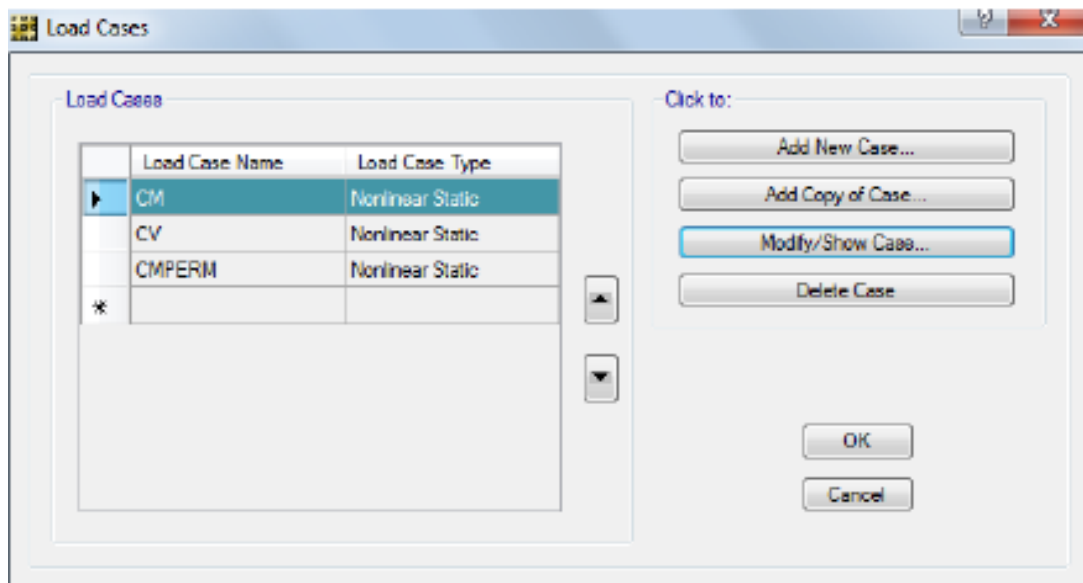 Load Cases
Load Cases
Load Case Name Load Case Type
CM Nonlinear Static
CV Nonlinear Static
CMPERM Nonlinear Static
Click to:
Add New Case...
Add Copy of Case...
Modify/Show Case...
Delete Case
OK
Cancel